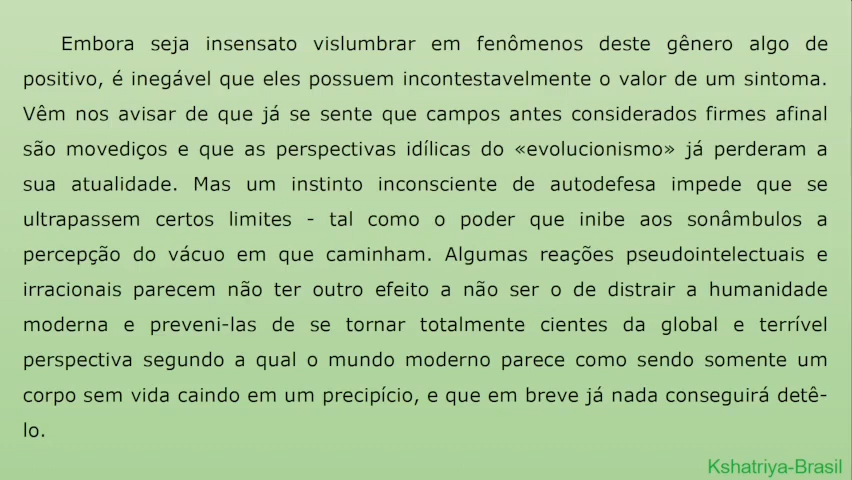 Embora seja insensato vislumbrar em fenômenos deste gênero algo de
positivo, é inegável que eles possuem incontestavelmente o valor de um sintoma.
Vêm nos avisar de que já se sente que campos antes considerados firmes afinal
são movediços e que as perspectivas idílicas do «evolucionismo» já perderam a
sua atualidade. Mas um instinto inconsciente de autodefesa impede que se
ultrapassem certos limites - tal como o poder que inibe aos sonâmbulos a
percepção do vácuo em que caminham. Algumas reações pseudointelectuais e
irracionais parecem não ter outro efeito a não ser o de distrair a humanidade
moderna e preveni-las de se tornar totalmente cientes da global e terrível
perspectiva segundo a qual o mundo moderno parece como sendo somente um
corpo sem vida caindo em um precipício, e que em breve já nada conseguirá detê-
lo.
Kshatriya-Brasil